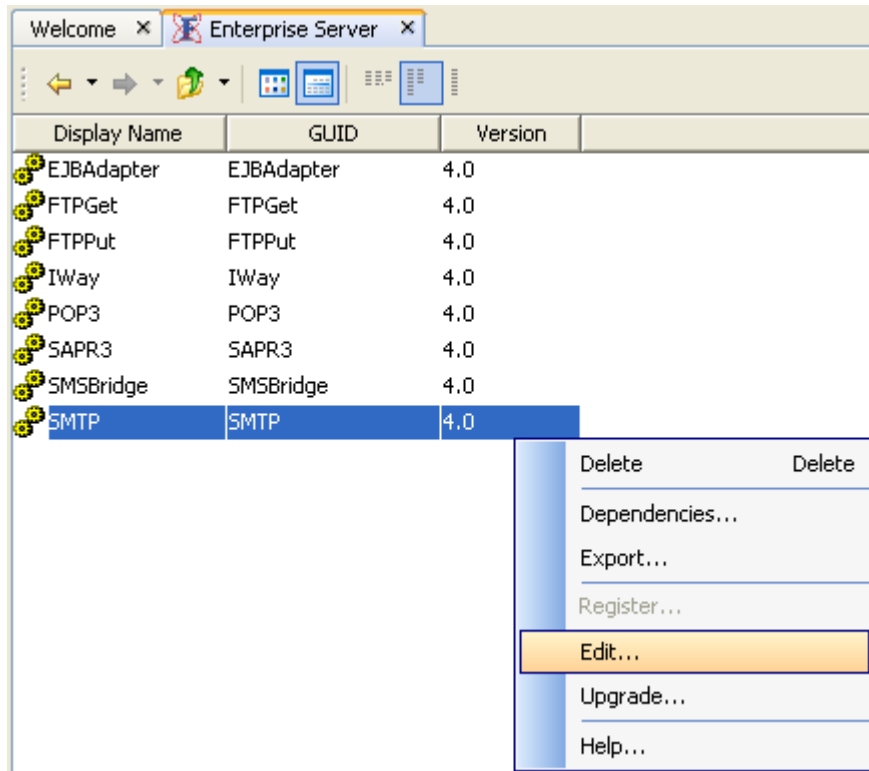 Welcome Enterprise Server
Display Name GUID Version
EJBAdapter EJBAdapter 4.0
FTPGet FTPGet 4.0
FTPPut FTPPut 4.0
IWay IWay 4.0
POP3 POP3 4.0
SAPR3 SAPR3 4.0
SMSBridge SMSBridge 4.0
SMTP SMTP 4.0
Delete Delete
Dependencies...
Export...
Register...
Edit...
Upgrade...
Help...